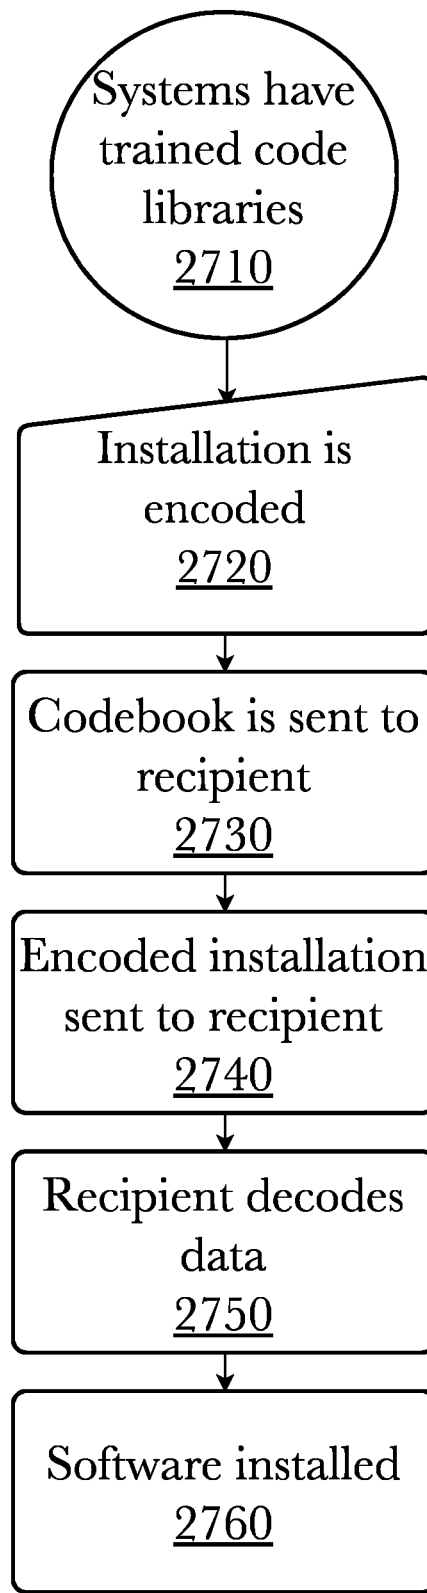 Systems have
trained code
libraries
2710
Installation is
encoded
2720
Codebook is sent to
recipient
2730
Encoded installation
sent to recipient
2740
Recipient decodes
data
2750
Software installed
2760